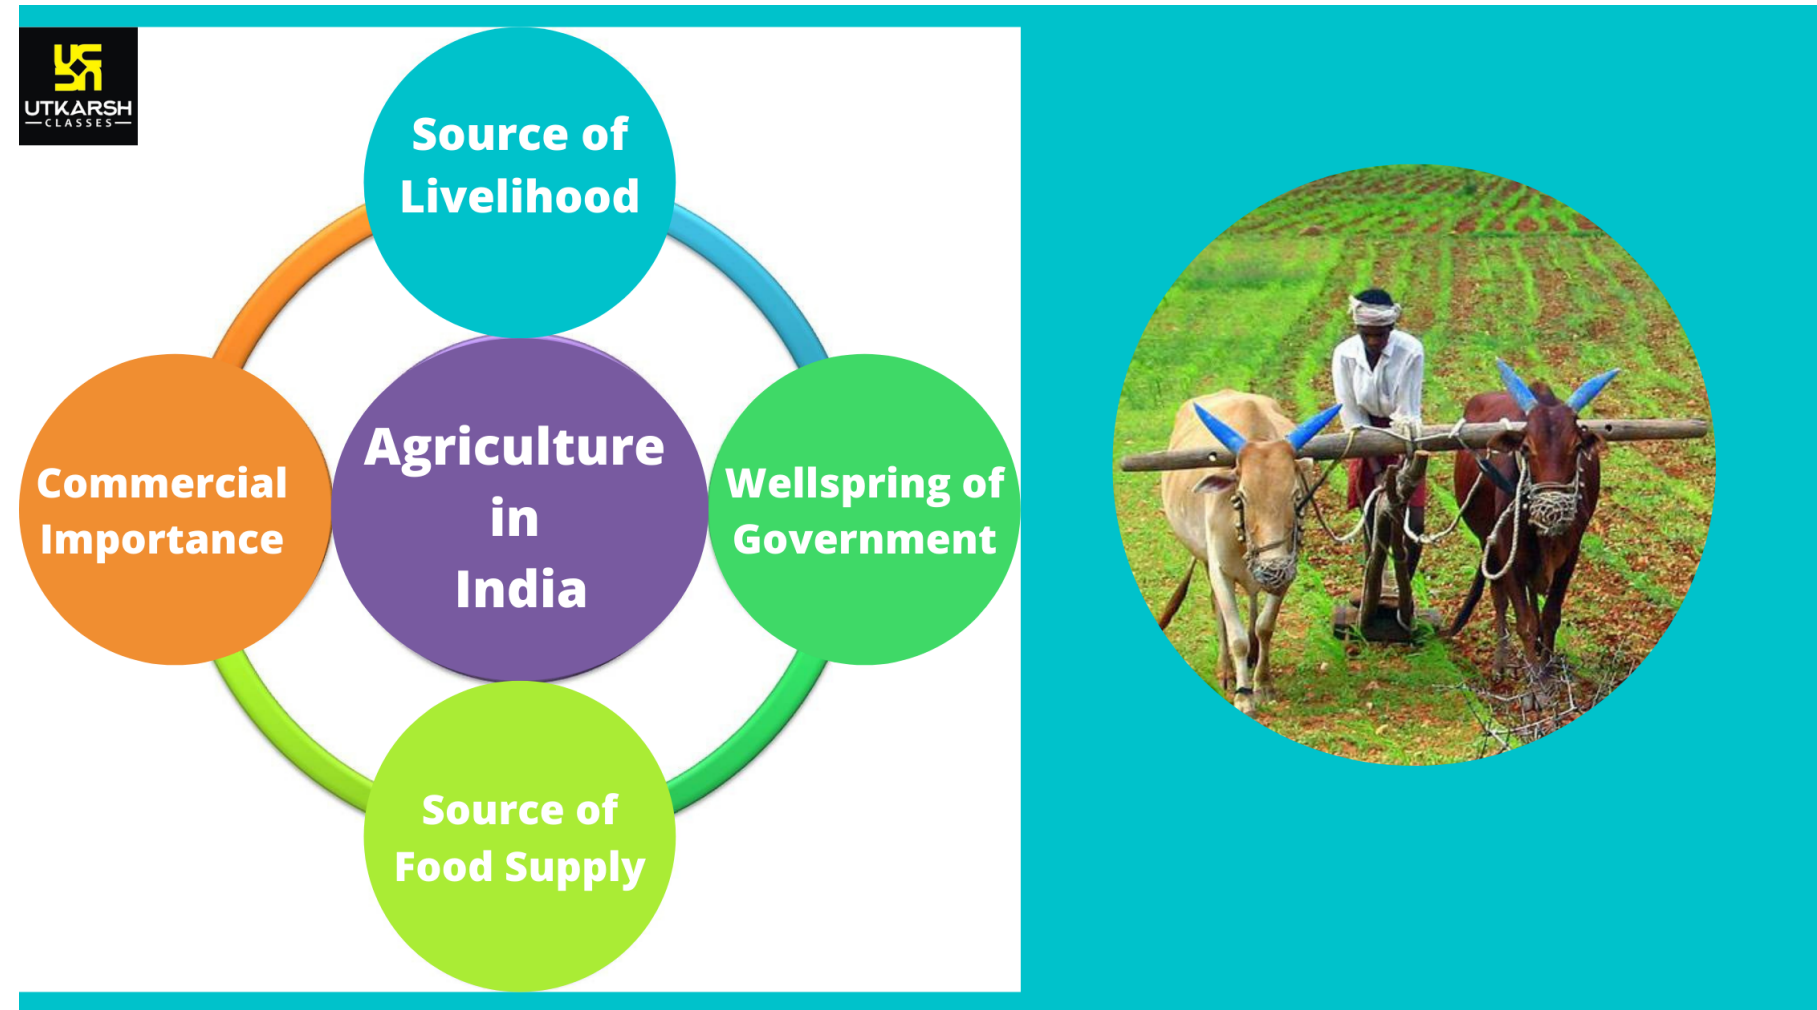 UTKARSH
CLASSES
Source of
Livelihood
Commercial
Importance
Agriculture
in
India
Wellspring of
Government
Source of
Food Supply